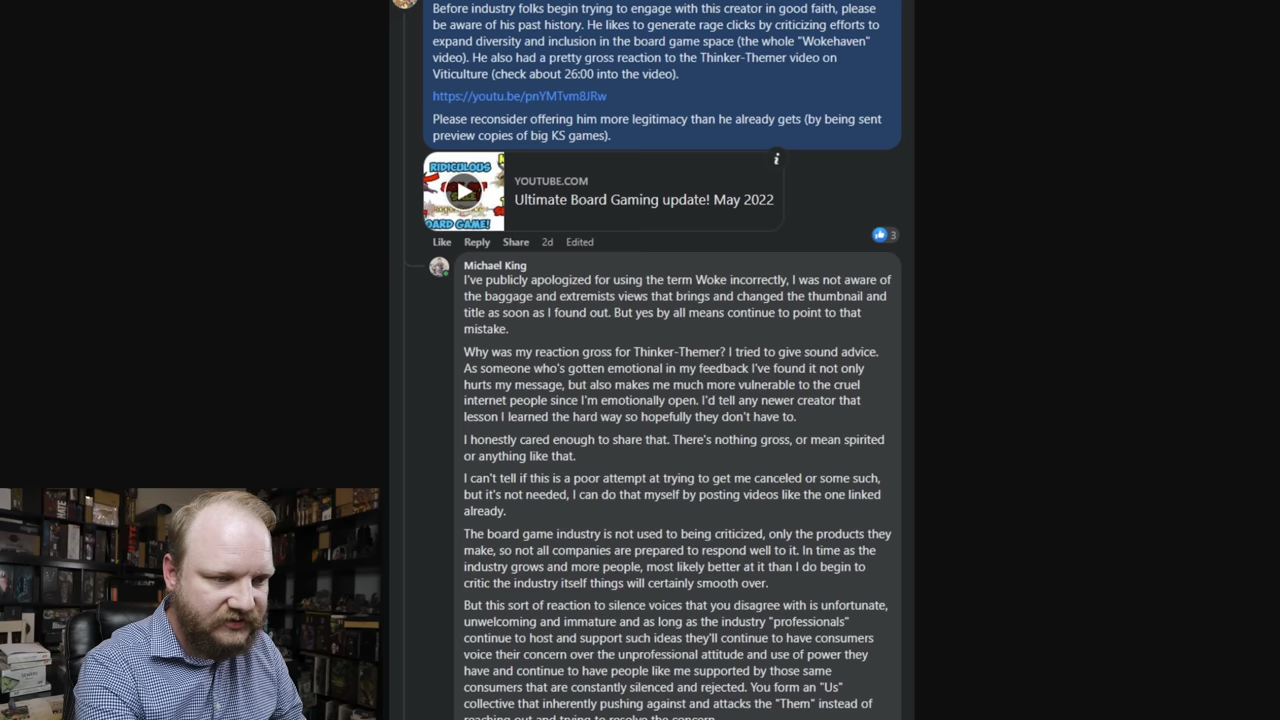 Before industry folks begin trying to engage with this creator in good faith, please
be aware of his past history. He likes to generate rage clicks by criticizing efforts to
expand diversity and inclusion in the board game space (the whole "Wokehaven"
video). He also had a pretty gross reaction to the Thinker-Themer video on
Viticulture (check about 26:00 into the video).
https://youtu.be/pnYMTvm8JRw
Please reconsider offering him more legitimacy than he already gets (by being sent
preview copies of big KS games).
RIDICULOUS
OARD GAME!
YOUTUBE.COM
Ultimate Board Gaming update! May 2022
Like Reply Share 2d Edited
3
Michael King
I've publicly apologized for using the term Woke incorrectly, I was not aware of
the baggage and extremists views that brings and changed the thumbnail and
title as soon as I found out. But yes by all means continue to point to that
mistake.
Why was my reaction gross for Thinker-Themer? I tried to give sound advice.
As someone who's gotten emotional in my feedback I've found it not only
hurts my message, but also makes me much more vulnerable to the cruel
internet people since I'm emotionally open. I'd tell any newer creator that
lesson I learned the hard way so hopefully they don't have to.
I honestly cared enough to share that. There's nothing gross, or mean spirited
or anything like that.
I can't tell if this is a poor attempt at trying to get me canceled or some such,
but it's not needed, I can do that myself by posting videos like the one linked
already.
The board game industry is not used to being criticized, only the products they
make, so not all companies are prepared to respond well to it. In time as the
industry grows and more people, most likely better at it than I do begin to
critic the industry itself things will certainly smooth over.
But this sort of reaction to silence voices that you disagree with is unfortunate,
unwelcoming and immature and as long as the industry "professionals"
continue to host and support such ideas they'll continue to have consumers
voice their concern over the unprofessional attitude and use of power they
have and continue to have people like me supported by those same
consumers that are constantly silenced and rejected. You form an "Us"
collective that inherently pushing against and attacks the "Them" instead of
reaching out and trying to resolve the concern.